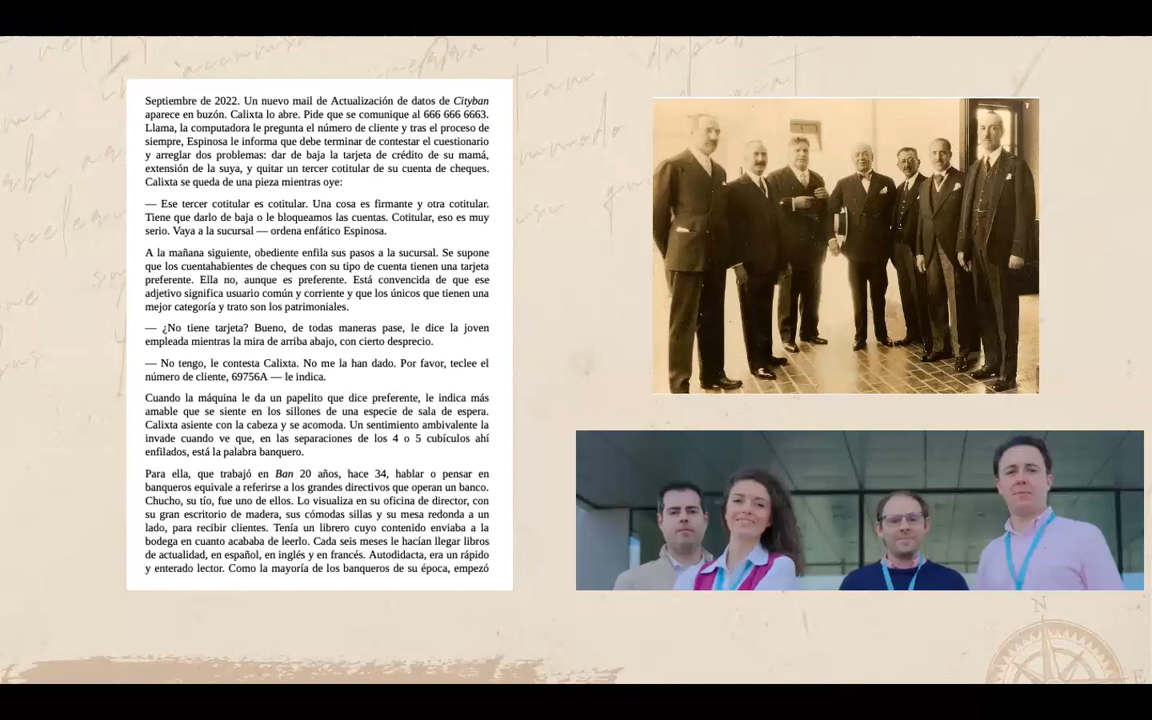 Septiembre de 2022. Un nuevo mail de Actualización de datos de Cityban
aparece en buzón. Calixta lo abre. Pide que se comunique al 666 666 6663.
Llama, la computadora le pregunta el número de cliente y tras el proceso de
siempre, Espinosa le informa que debe terminar de contestar el cuestionario
y arreglar dos problemas: dar de baja la tarjeta de crédito de su mamá,
extensión de la suya, y quitar un tercer cotitular de su cuenta de cheques.
Calixta se queda de una pieza mientras oye:
— Ese tercer cotitular es cotitular. Una cosa es firmante y otra cotitular.
Tiene que darlo de baja o le bloqueamos las cuentas. Cotitular, eso es muy
serio. Vaya a la sucursal — ordena enfático Espinosa.
A la mañana siguiente, obediente enfila sus pasos a la sucursal. Se supone
que los cuentahabientes de cheques con su tipo de cuenta tienen una tarjeta
preferente. Ella no, aunque es preferente. Está convencida de que ese
adjetivo significa usuario común y corriente y que los únicos que tienen una
mejor categoría y trato son los patrimoniales.
— ¿No tiene tarjeta? Bueno, de todas maneras pase, le dice la joven
empleada mientras la mira de arriba abajo, con cierto desprecio.
— No tengo, le contesta Calixta. No me la han dado. Por favor, teclee el
número de cliente, 69756A — le indica.
Cuando la máquina le da un papelito que dice preferente, le indica más
amable que se siente en los sillones de una especie de sala de espera.
Calixta asiente con la cabeza y se acomoda. Un sentimiento ambivalente la
invade cuando ve que, en las separaciones de los 4 o 5 cubículos ahí
enfilados, está la palabra banquero.
Para ella, que trabajó en Ban 20 años, hace 34, hablar o pensar en
banqueros equivale a referirse a los grandes directivos que operan un banco.
Chucho, su tío, fue uno de ellos. Lo visualiza en su oficina de director, con
su gran escritorio de madera, sus cómodas sillas y su mesa redonda a un
lado, para recibir clientes. Tenía un librero cuyo contenido enviaba a la
bodega en cuanto acababa de leerlo. Cada seis meses le hacían llegar libros
de actualidad, en español, en inglés y en francés. Autodidacta, era un rápido
y enterado lector. Como la mayoría de los banqueros de su época, empezó
N
E